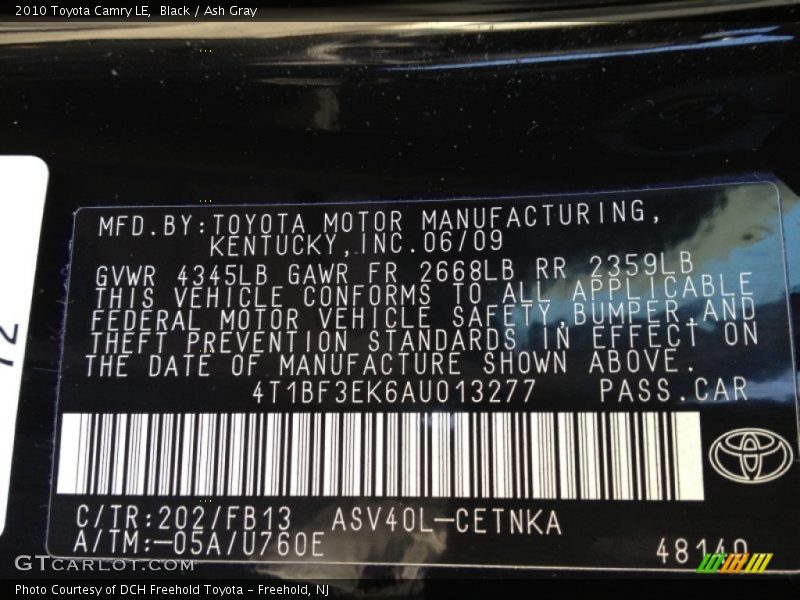 2010 Toyota Camry LE, Black / Ash Gray
MFD.BY:TOYOTA MOTOR MANUFACTURING,
KENTUCKY,INC.06/09
GVWR 4345LB GAWR FR 2668LB RR 2359LB
THIS VEHICLE CONFORMS TO ALL APPLICABLE
FEDERAL MOTOR VEHICLE SAFETY,BUMPER,AND
THEFT PREVENTION STANDARDS IN EFFECT ON
THE DATE OF MANUFACTURE SHOWN ABOVE.
4T1BF3EK6AU013277 PASS.CAR
C/TR:202/FB13 ASV40L-CETNKA
A/TM:-05A/U760E
48140
GTCARLOT.COM
Photo Courtesy of DCH Freehold Toyota - Freehold, NJ